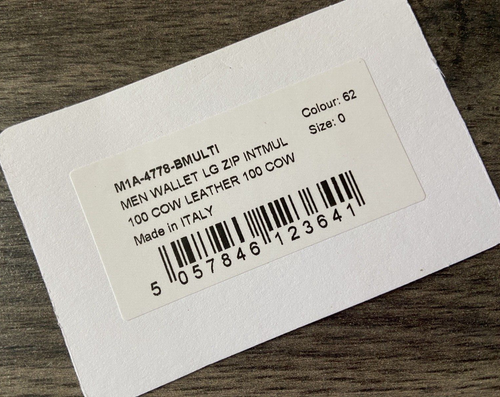 M1A-4778-BMULTI
MEN WALLET LG ZIP INTMUL
100 COW LEATHER 100 COW
Made in ITALY
Colour: 62
Size: 0
5 057846 123641